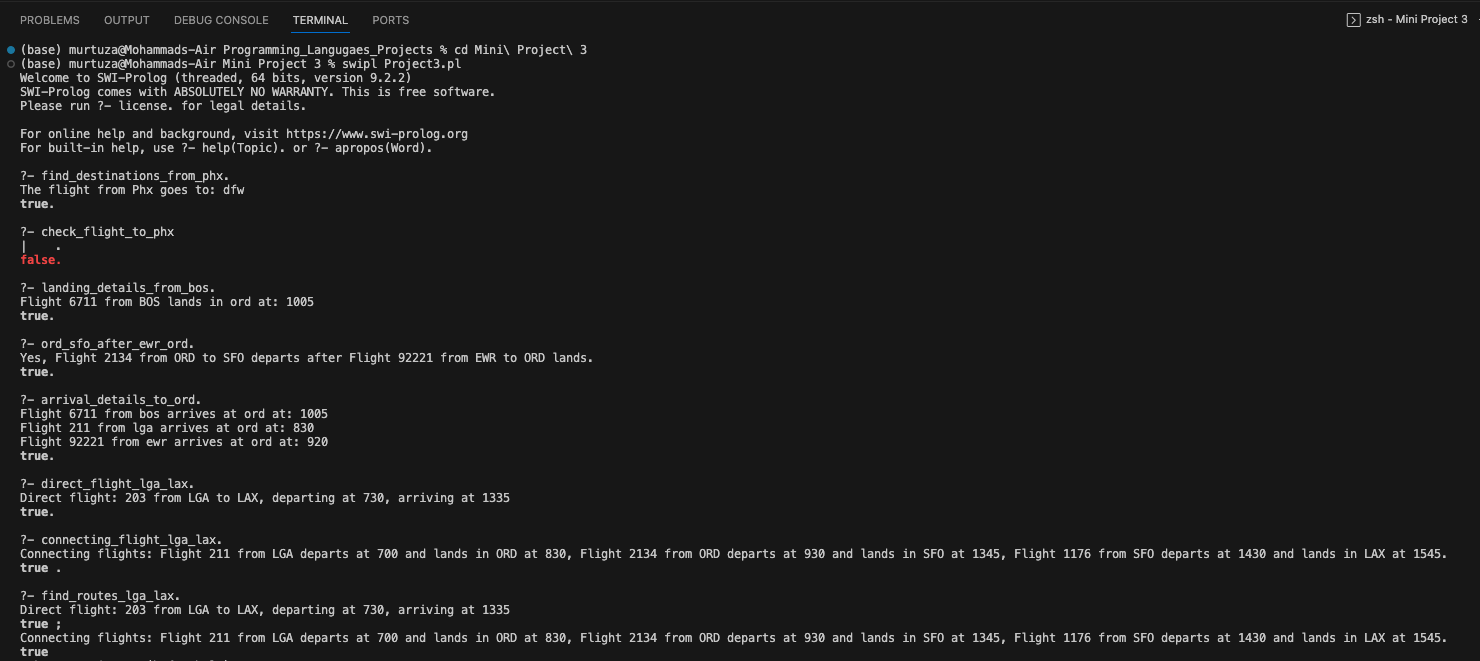 PROBLEMS OUTPUT DEBUG CONSOLE TERMINAL PORTS zsh - Mini Project 3
(base) murtuza@Mohammads-Air Programming_Langugaes_Projects % cd Mini\ Project\ 3
(base) murtuza@Mohammads-Air Mini Project 3 % swipl Project3.pl
Welcome to SWI-Prolog (threaded, 64 bits, version 9.2.2)
SWI-Prolog comes with ABSOLUTELY NO WARRANTY. This is free software.
Please run ?- license. for legal details.
For online help and background, visit https://www.swi-prolog.org
For built-in help, use ?- help(Topic). or ?- apropos(Word).
?- find_destinations_from_phx.
The flight from Phx goes to: dfw
true.
?- check_flight_to_phx
|    .
false.
?- landing_details_from_bos.
Flight 6711 from BOS lands in ord at: 1005
true.
?- ord_sfo_after_ewr_ord.
Yes, Flight 2134 from ORD to SFO departs after Flight 92221 from EWR to ORD lands.
true.
?- arrival_details_to_ord.
Flight 6711 from bos arrives at ord at: 1005
Flight 211 from lga arrives at ord at: 830
Flight 92221 from ewr arrives at ord at: 920
true.
?- direct_flight_lga_lax.
Direct flight: 203 from LGA to LAX, departing at 730, arriving at 1335
true.
?- connecting_flight_lga_lax.
Connecting flights: Flight 211 from LGA departs at 700 and lands in ORD at 830, Flight 2134 from ORD departs at 930 and lands in SFO at 1345, Flight 1176 from SFO departs at 1430 and lands in LAX at 1545.
true .
?- find_routes_lga_lax.
Direct flight: 203 from LGA to LAX, departing at 730, arriving at 1335
true ;
Connecting flights: Flight 211 from LGA departs at 700 and lands in ORD at 830, Flight 2134 from ORD departs at 930 and lands in SFO at 1345, Flight 1176 from SFO departs at 1430 and lands in LAX at 1545.
true